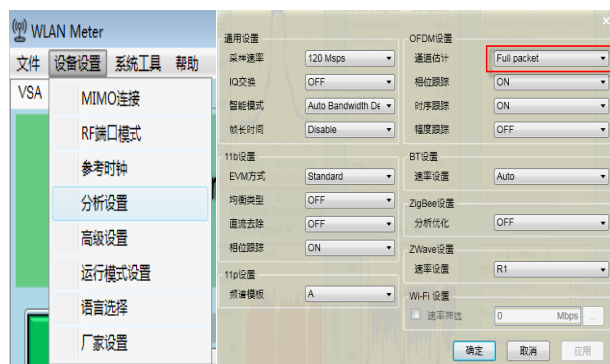 WLAN Meter
文件 设备设置 系统工具 帮助
VSA
MIMO连接
RF端口模式
参考时钟
分析设置
高级设置
运行模式设置
语言选择
厂家设置
通用设置
采样速率 120 Msps
IQ交换 OFF
智能模式 Auto Bandwidth De
帧长时间 Disable
11b设置
EVM方式 Standard
均衡类型 OFF
直流去除 OFF
相位跟踪 ON
11p设置
频谱模板 A
OFDM设置
通道估计 Full packet
相位跟踪 ON
时序跟踪 ON
幅度跟踪 OFF
BT设置
速率设置 Auto
ZigBee设置
分析优化 OFF
ZWave设置
速率设置 R1
Wi-Fi 设置
速率筛选 0 Mbps ...
确定 取消 应用